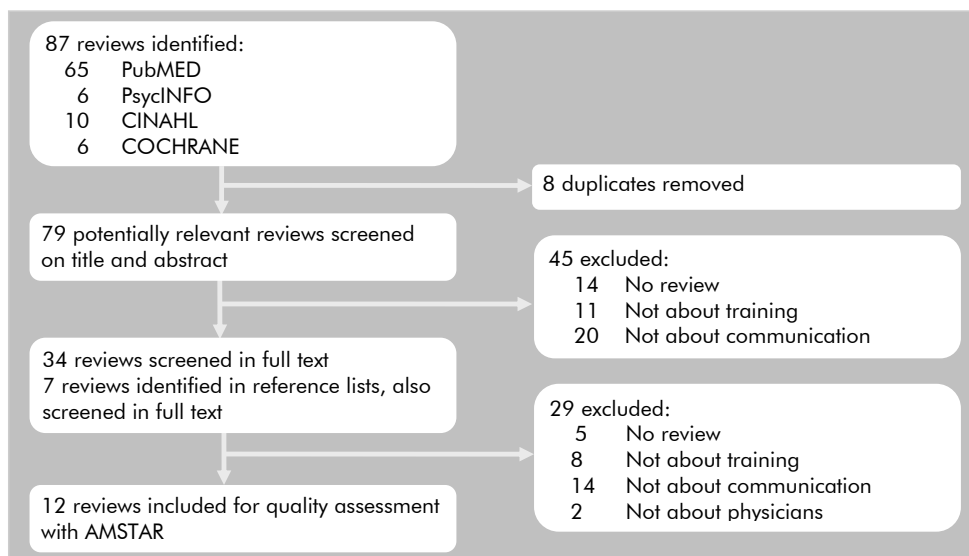 87 reviews identified:
65 PubMED
6 PsycINFO
10 CINAHL
6 COCHRANE
8 duplicates removed
79 potentially relevant reviews screened
on title and abstract
45 excluded:
14 No review
11 Not about training
20 Not about communication
34 reviews screened in full text
7 reviews identified in reference lists, also
screened in full text
29 excluded:
5 No review
8 Not about training
14 Not about communication
2 Not about physicians
12 reviews included for quality assessment
with AMSTAR